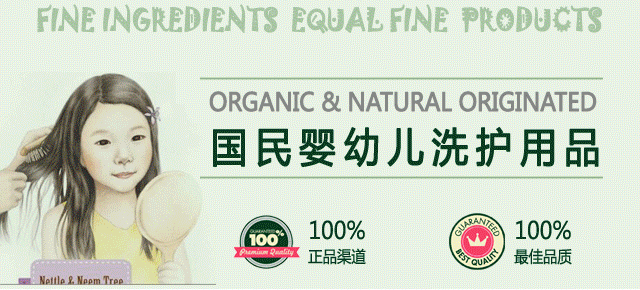 FINE INGREDIENTS EQUAL FINE PRODUCTS
ORGANIC & NATURAL ORIGINATED
国民婴幼儿洗护用品
GUARANTEED
100%
Premium Quality
100%
正品渠道
GUARANTEED
BEST QUALITY
100%
最佳品质
Nettle & Neem Tree